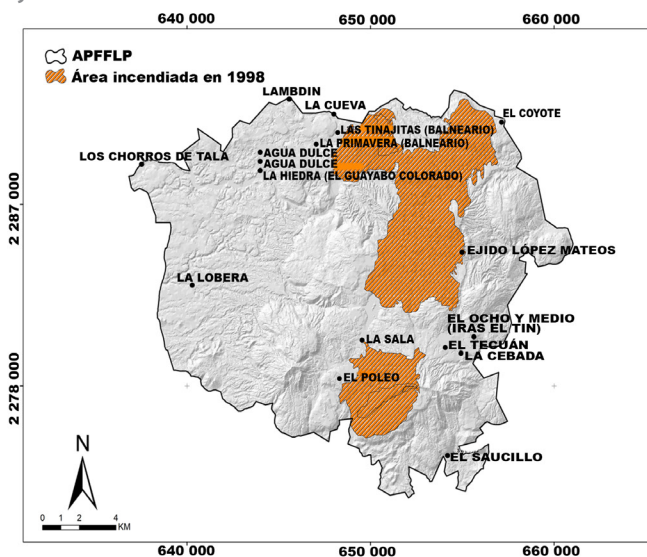 640 000 650 000 660 000
APFFLP
Área incendiada en 1998
LAMBDIN
LA CUEVA
EL COYOTE
LAS TINAJITAS (BALNEARIO)
LA PRIMAVERA (BALNEARIO)
AGUA DULCE
LOS CHORROS DE TALA
AGUA DULCE
LA HIEDRA (EL GUAYABO COLORADO)
2 287 000
EJIDO LÓPEZ MATEOS
LA LOBERA
EL OCHO Y MEDIO
(IRAS EL TIN)
LA SALA
EL TECUÁN
LA CEBADA
EL POLEO
2 278 000
N
EL SAUCILLO
0 1 2 4
KM
640 000 650 000 660 000